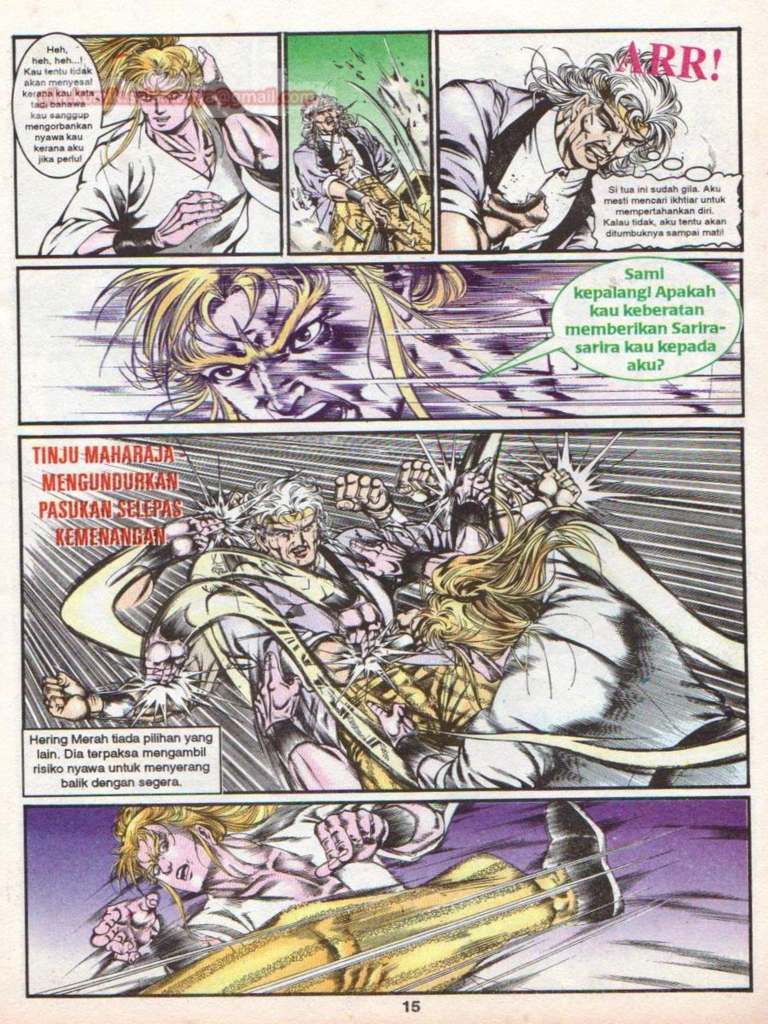 Heh,
heh, heh...!
Kau tentu tidak
akan menyesal
kerana kau kata
tadi bahawa
kau sanggup
mengorbankan
nyawa kau
kerana aku
jika perlu!
@gmail.com
ARR!
Si tua ini sudah gila. Aku
mesti mencari ikhtiar untuk
mempertahankan diri.
Kalau tidak, aku tentu akan
ditumbuknya sampai mati!
Sami
kepalang! Apakah
kau keberatan
memberikan Sarira-
sarira kau kepada
aku?
TINJU MAHARAJA -
MENGUNDURKAN
PASUKAN SELEPAS
KEMENANGAN
Hering Merah tiada pilihan yang
lain. Dia terpaksa mengambil
risiko nyawa untuk menyerang
balik dengan segera.
15